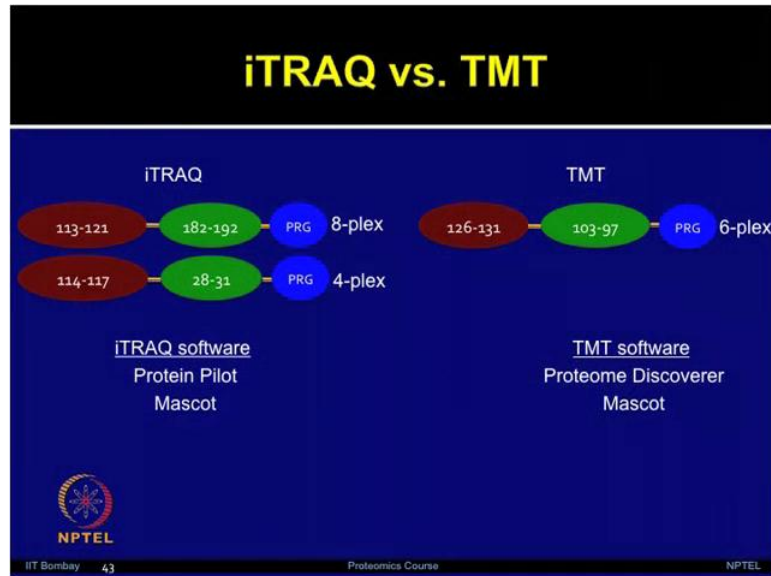 iTRAQ vs. TMT
iTRAQ
113-121 182-192 PRG 8-plex
114-117 28-31 PRG 4-plex
iTRAQ software
Protein Pilot
Mascot
TMT
126-131 103-97 PRG 6-plex
TMT software
Proteome Discoverer
Mascot
NPTEL
IIT Bombay 43 Proteomics Course NPTEL